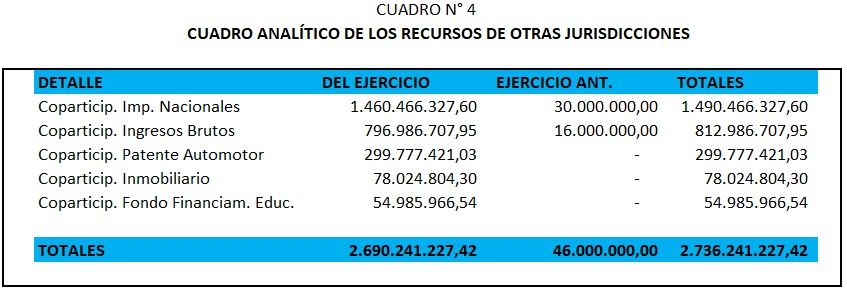 CUADRO N° 4
CUADRO ANALÍTICO DE LOS RECURSOS DE OTRAS JURISDICCIONES
DETALLE DEL EJERCICIO EJERCICIO ANT. TOTALES
Coparticip. Imp. Nacionales 1.460.466.327,60 30.000.000,00 1.490.466.327,60
Coparticip. Ingresos Brutos 796.986.707,95 16.000.000,00 812.986.707,95
Coparticip. Patente Automotor 299.777.421,03 - 299.777.421,03
Coparticip. Inmobiliario 78.024.804,30 - 78.024.804,30
Coparticip. Fondo Financiam. Educ. 54.985.966,54 - 54.985.966,54
TOTALES 2.690.241.227,42 46.000.000,00 2.736.241.227,42